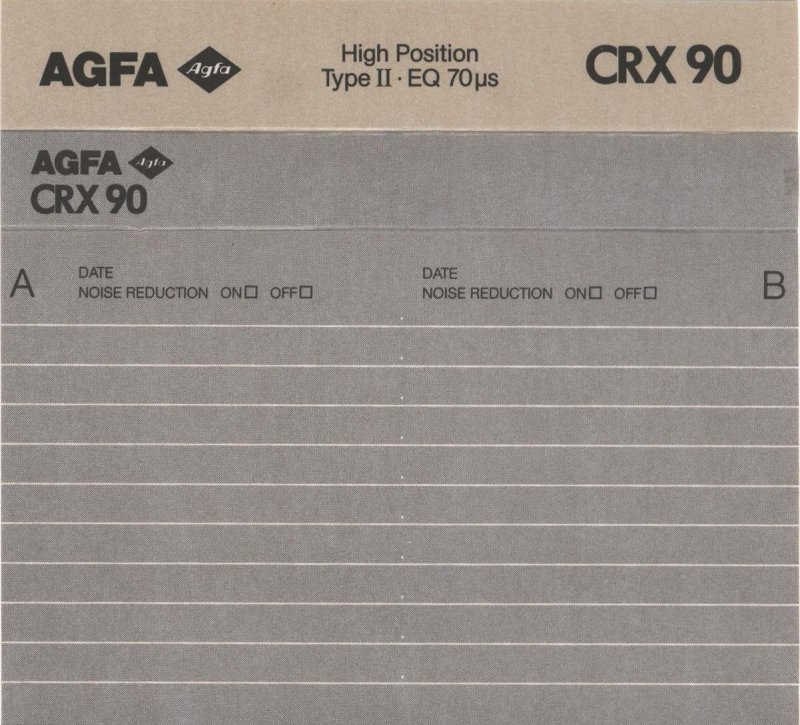 AGFA Agfa
High Position
Type II · EQ 70µs
CRX 90
AGFA Agfa
CRX 90
A
DATE
NOISE REDUCTION ON☐ OFF☐
DATE
NOISE REDUCTION ON☐ OFF☐
B